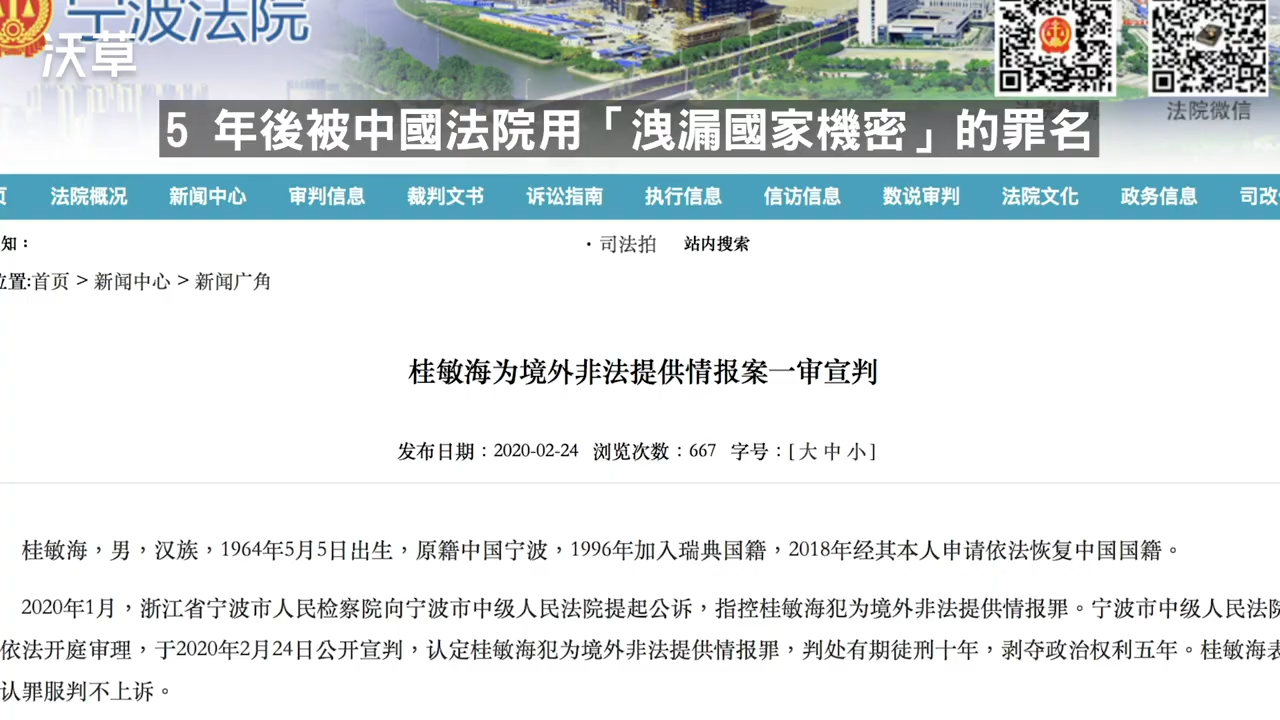 宁波法院
沃草
法院微博
法院微信
5 年後被中國法院用「洩漏國家機密」的罪名
页 法院概况 新闻中心 审判信息 裁判文书 诉讼指南 执行信息 信访信息 数说审判 法院文化 政务信息 司改
知：
·司法拍 站内搜索
位置:首页 > 新闻中心 > 新闻广角
桂敏海为境外非法提供情报案一审宣判
发布日期：2020-02-24 浏览次数：667 字号：[ 大 中 小 ]
桂敏海，男，汉族，1964年5月5日出生，原籍中国宁波，1996年加入瑞典国籍，2018年经其本人申请依法恢复中国国籍。
2020年1月，浙江省宁波市人民检察院向宁波市中级人民法院提起公诉，指控桂敏海犯为境外非法提供情报罪。宁波市中级人民法院
依法开庭审理，于2020年2月24日公开宣判，认定桂敏海犯为境外非法提供情报罪，判处有期徒刑十年，剥夺政治权利五年。桂敏海表
认罪服判不上诉。